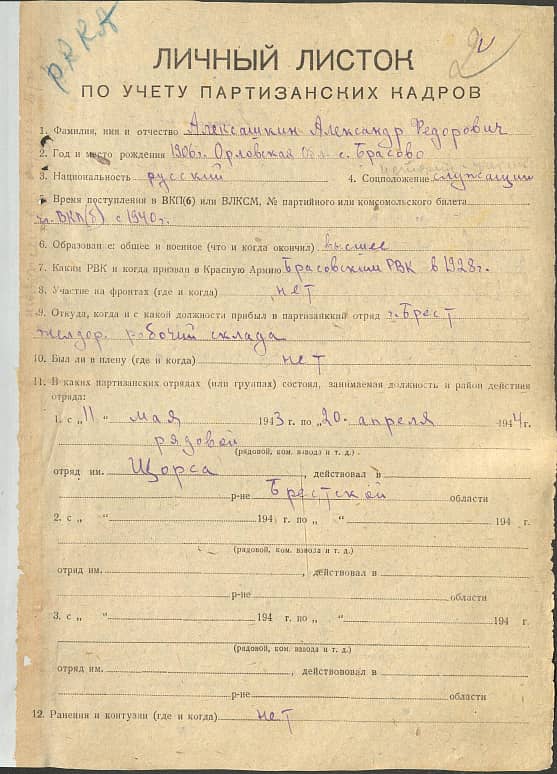 РККА
2
ЛИЧНЫЙ ЛИСТОК
ПО УЧЕТУ ПАРТИЗАНСКИХ КАДРОВ
1. Фамилия, имя и отчество Алексашкин Александр Федорович
2. Год и место рождения 1906г. Орловская обл. с. Брасово
3. Национальность русский 4. Соцположение служащий
5. Время поступления в ВКП(б) или ВЛКСМ, № партийного или комсомольского билета
чл. ВКП(б) с 1940г.
6. Образован е: общее и военное (что и когда окончил) высшее
7. Каким РВК и когда призван в Красную Армию Брасовским РВК в 1928г.
8. Участие на фронтах (где и когда) нет
9. Откуда, когда и с какой должности прибыл в партизанкский отряд г. Брест
желдор. рабочий склада
10. Был ли в плену (где и когда) нет
11. В каких партизанских отрядах (или группах) состоял, занимаемая должность и район действия
отряда:
1. с „11“ мая 1943 г. по „20“ апреля 1944 г.
рядовой
(рядовой, ком. взвода и т. д.)
отряд им. Щорса, действовал в
р-не Брестской области
2. с „ “ 194 г. по „ “ 194 г.
(рядовой, ком. взвода и т. д.)
отряд им. , действовал в
р-не области
3. с „ “ 194 г. по „ “ 194 г.
(рядовой, ком. взвода и т. д.)
отряд им. , действововал в
р-не области
12. Ранения и контузии (где и когда) нет